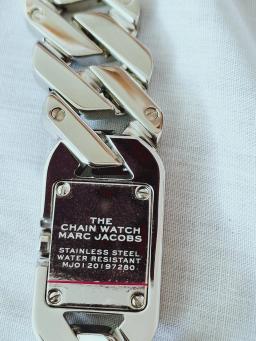 THE
CHAIN WATCH
MARC JACOBS
STAINLESS STEEL
WATER RESISTANT
MJ0120197280